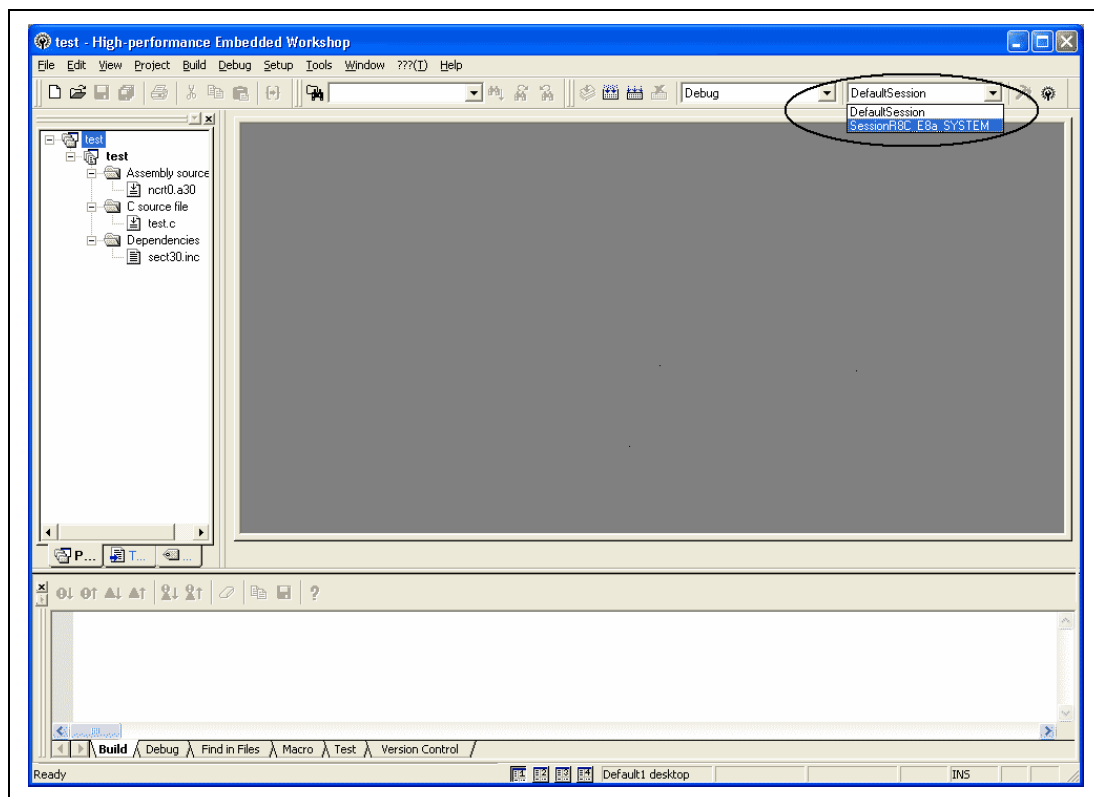 test - High-performance Embedded Workshop
File Edit View Project Build Debug Setup Tools Window ???(T) Help
Debug DefaultSession
DefaultSession
SessionR8C_E8a_SYSTEM
test
test
Assembly source
ncrt0.a30
C source file
test.c
Dependencies
sect30.inc
P... T... ...
Build Debug Find in Files Macro Test Version Control
Ready Default1 desktop INS